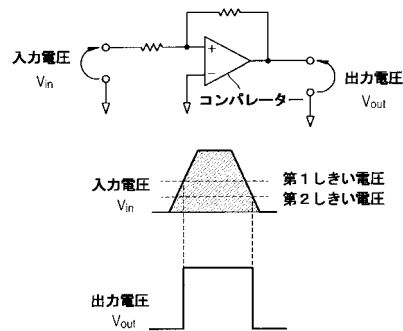 入力電圧
Vin
+
−
コンパレータ
出力電圧
Vout
入力電圧
Vin
第1しきい電圧
第2しきい電圧
出力電圧
Vout